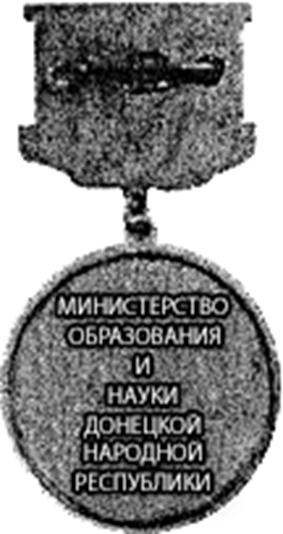 МИНИСТЕРСТВО
ОБРАЗОВАНИЯ
И
НАУКИ
ДОНЕЦКОЙ
НАРОДНОЙ
РЕСПУБЛИКИ